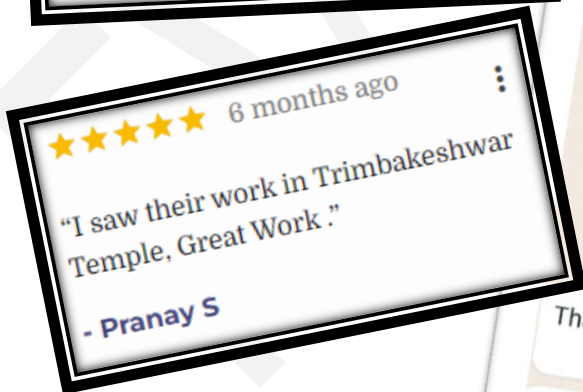 6 months ago
“I saw their work in Trimbakeshwar
Temple, Great Work .”
- Pranay S